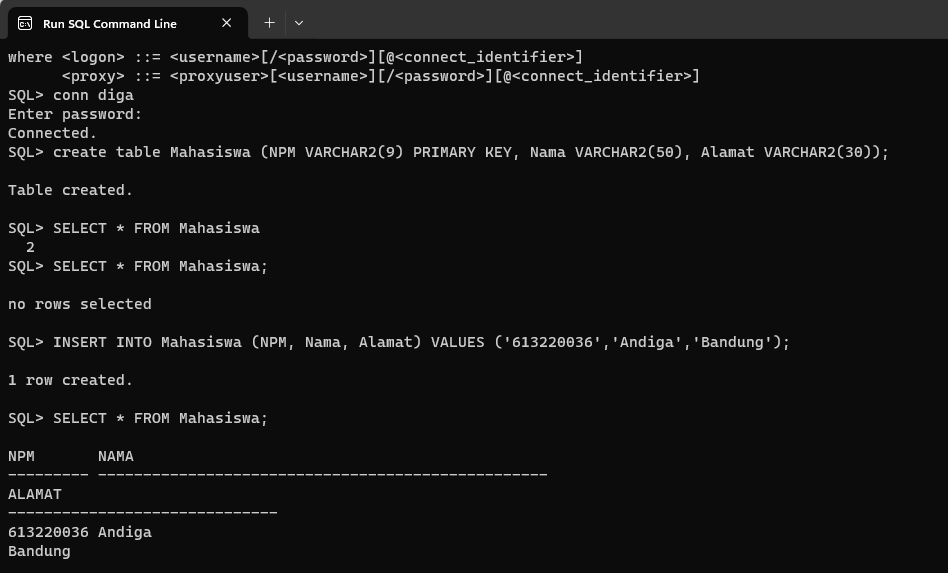 Run SQL Command Line
where <logon> ::= <username>[/<password>][@<connect_identifier>]
      <proxy> ::= <proxyuser>[<username>][/<password>][@<connect_identifier>]
SQL> conn diga
Enter password:
Connected.
SQL> create table Mahasiswa (NPM VARCHAR2(9) PRIMARY KEY, Nama VARCHAR2(50), Alamat VARCHAR2(30));
Table created.
SQL> SELECT * FROM Mahasiswa
  2
SQL> SELECT * FROM Mahasiswa;
no rows selected
SQL> INSERT INTO Mahasiswa (NPM, Nama, Alamat) VALUES ('613220036','Andiga','Bandung');
1 row created.
SQL> SELECT * FROM Mahasiswa;
NPM       NAMA
--------- --------------------------------------------------
ALAMAT
------------------------------
613220036 Andiga
Bandung